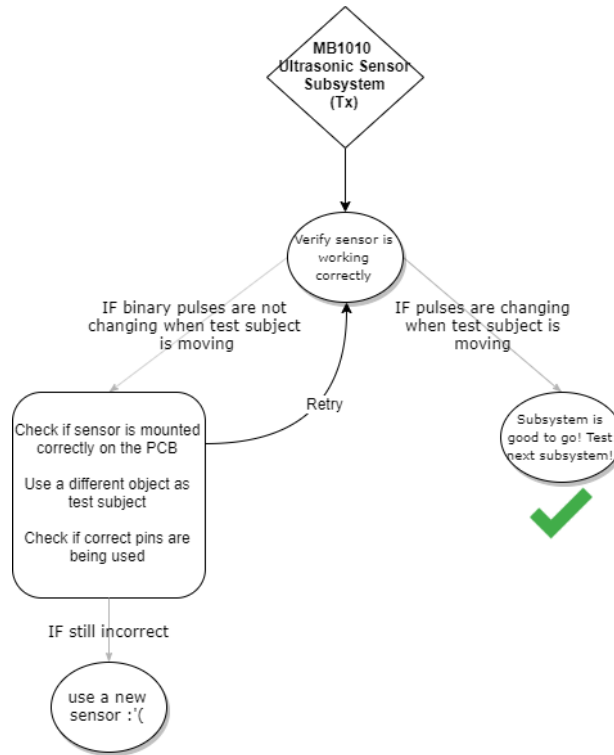 MB1010
Ultrasonic Sensor
Subsystem
(Tx)
Verify sensor is
working
correctly
IF binary pulses are not
changing when test subject
is moving
IF pulses are changing
when test subject is
moving
Retry
Check if sensor is mounted
correctly on the PCB
Use a different object as
test subject
Check if correct pins are
being used
Subsystem is
good to go! Test
next subsystem!
IF still incorrect
use a new
sensor :'(